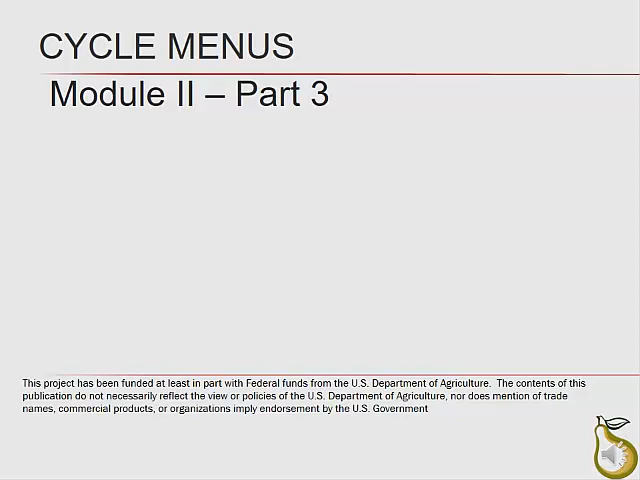 CYCLE MENUS
Module II – Part 3
This project has been funded at least in part with Federal funds from the U.S. Department of Agriculture. The contents of this
publication do not necessarily reflect the view or policies of the U.S. Department of Agriculture, nor does mention of trade
names, commercial products, or organizations imply endorsement by the U.S. Government